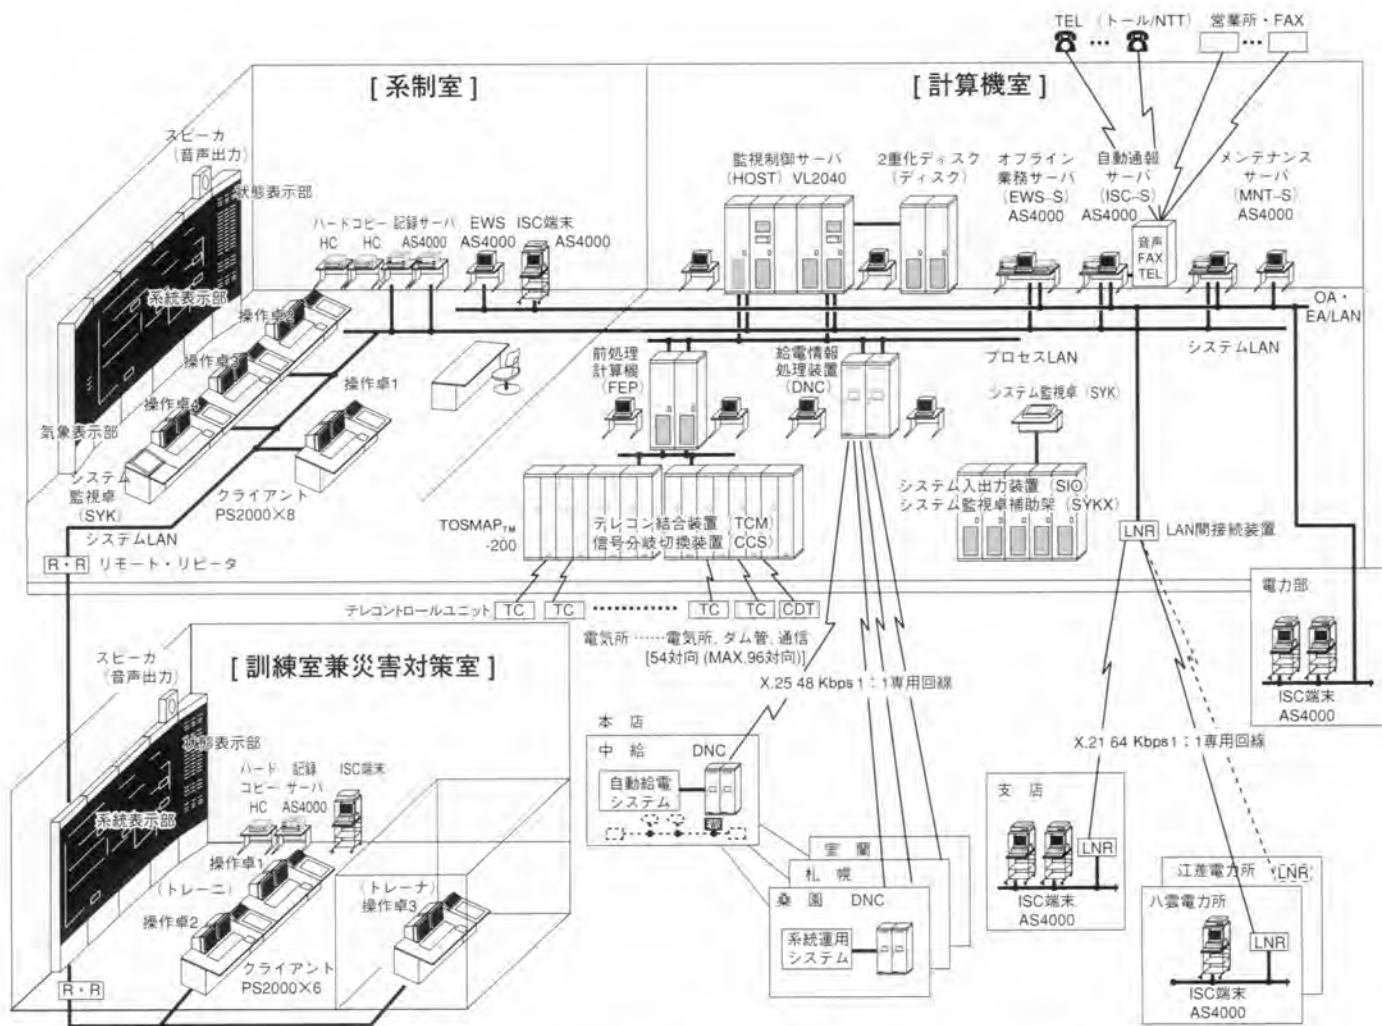 TEL (トール/NTT) 営業所・FAX
[系制室]
[計算機室]
スピーカ
(音声出力)
状態表示部
系統表示部
気象表示部
ハードコピー 記録サーバ EWS ISC端末
HC HC AS4000 AS4000 AS4000
監視制御サーバ
(HOST) VL2040
2重化ディスク
(ディスク)
オフライン
業務サーバ
(EWS-S)
AS4000
自動通報
サーバ
(ISC-S)
AS4000
音声
FAX
TEL
メンテナンス
サーバ
(MNT-S)
AS4000
OA・
EA/LAN
システムLAN
プロセスLAN
操作卓3
操作卓4
操作卓1
システム
監視卓
(SYK)
クライアント
PS2000×8
システムLAN
R・R リモート・リピータ
前処理
計算機
(FEP)
給電情報
処理装置
(DNC)
システム監視卓(SYK)
TOSMAPTM
-200
テレコン結合装置(TCM)
信号分岐切換装置(CCS)
システム入出力装置(SIO)
システム監視卓補助架(SYKX)
LNR LAN間接続装置
テレコントロールユニット TC TC TC TC CDT
電気所……電気所、ダム管、通信
[54対向(MAX.96対向)]
X.25 48 Kbps 1:1専用回線
電力部
ISC端末
AS4000
[訓練室兼災害対策室]
スピーカ
(音声出力)
状態表示部
系統表示部
ハード
コピー
HC
記録
サーバ
AS4000
ISC端末
操作卓1
(トレーニ)
操作卓2
(トレーナ)
操作卓3
クライアント
PS2000×6
R・R
本店
中給 DNC
自動給電
システム
室蘭
札幌
桑園 DNC
系統運用
システム
X.21 64 Kbps 1:1専用回線
支店
LNR
ISC端末
AS4000
江差電力所 LNR
八雲電力所
LNR
ISC端末
AS4000